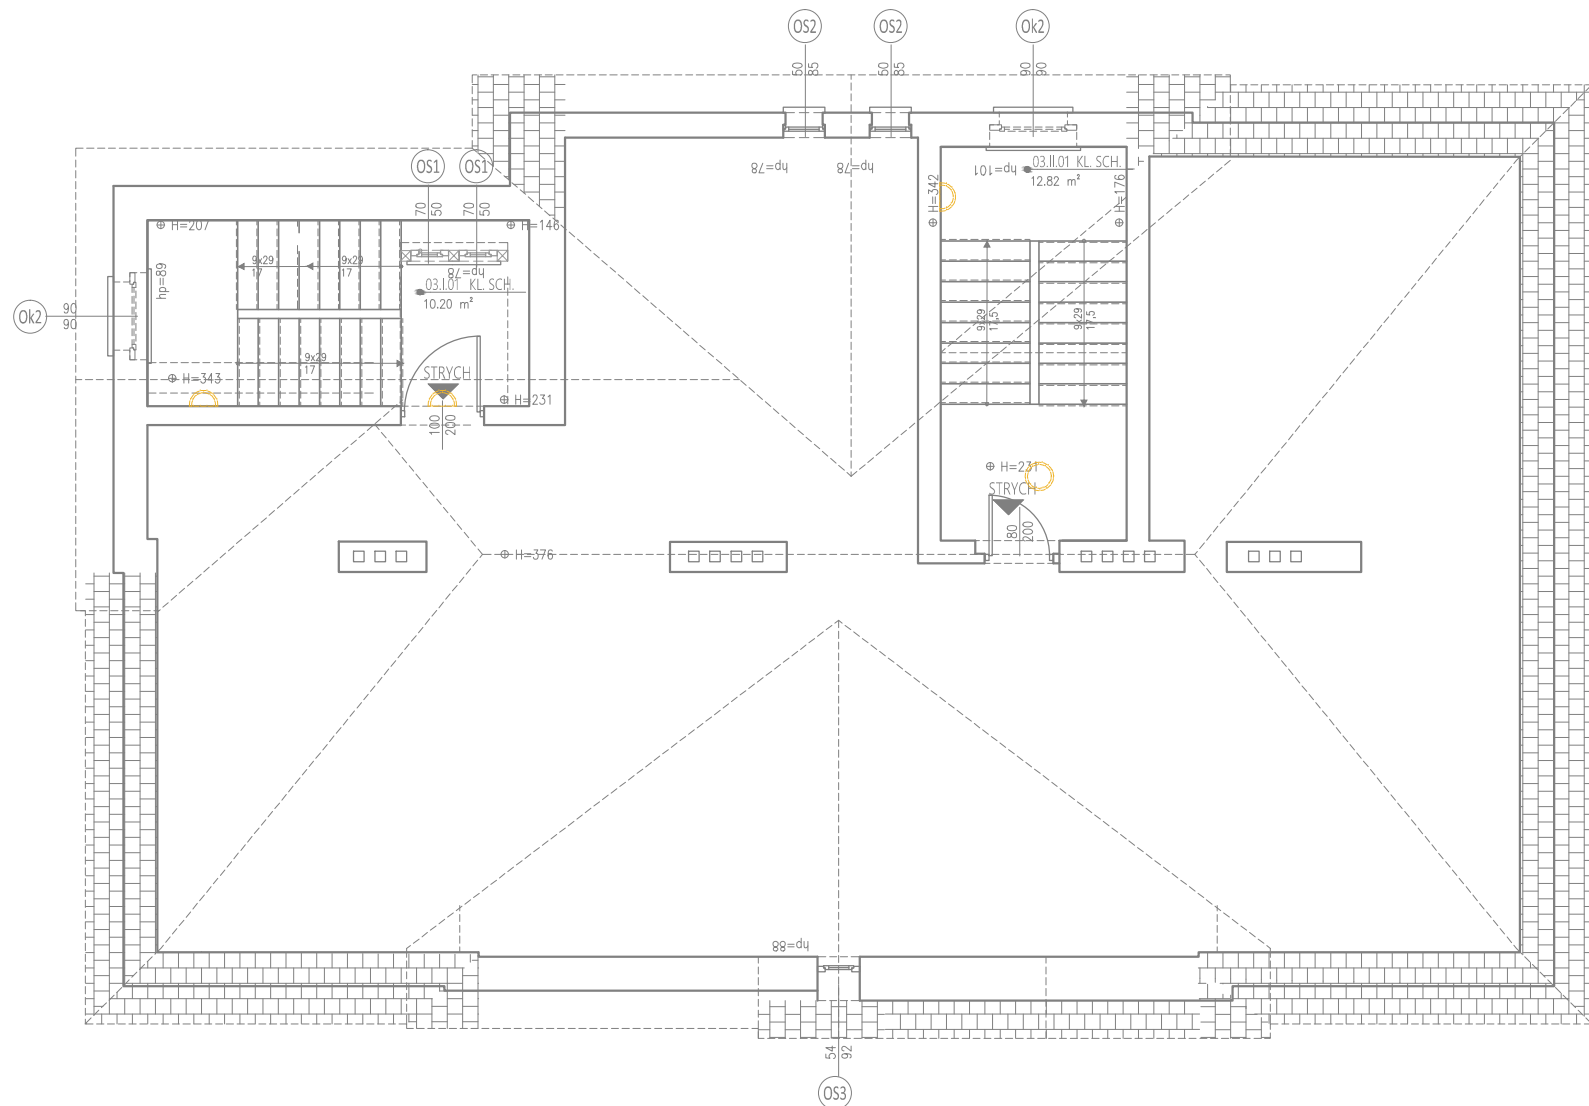 OS2
OS2
Ok2
60
85
60
85
90
90
OS1
OS1
hp=78
hp=78
hp=101
03.II.01 KL. SCH.
12.82 m²
H=342
H=176
70
50
70
50
H=207
H=146
9x29
17
9x29
17
hp=89
hp=78
03.I.01 KL. SCH.
10.20 m²
Ok2
90
90
9x29
17,5
9x29
17,5
9x29
17
STRYCH
H=343
H=231
100
200
H=231
STRYCH
80
200
H=376
hp=88
54
92
OS3